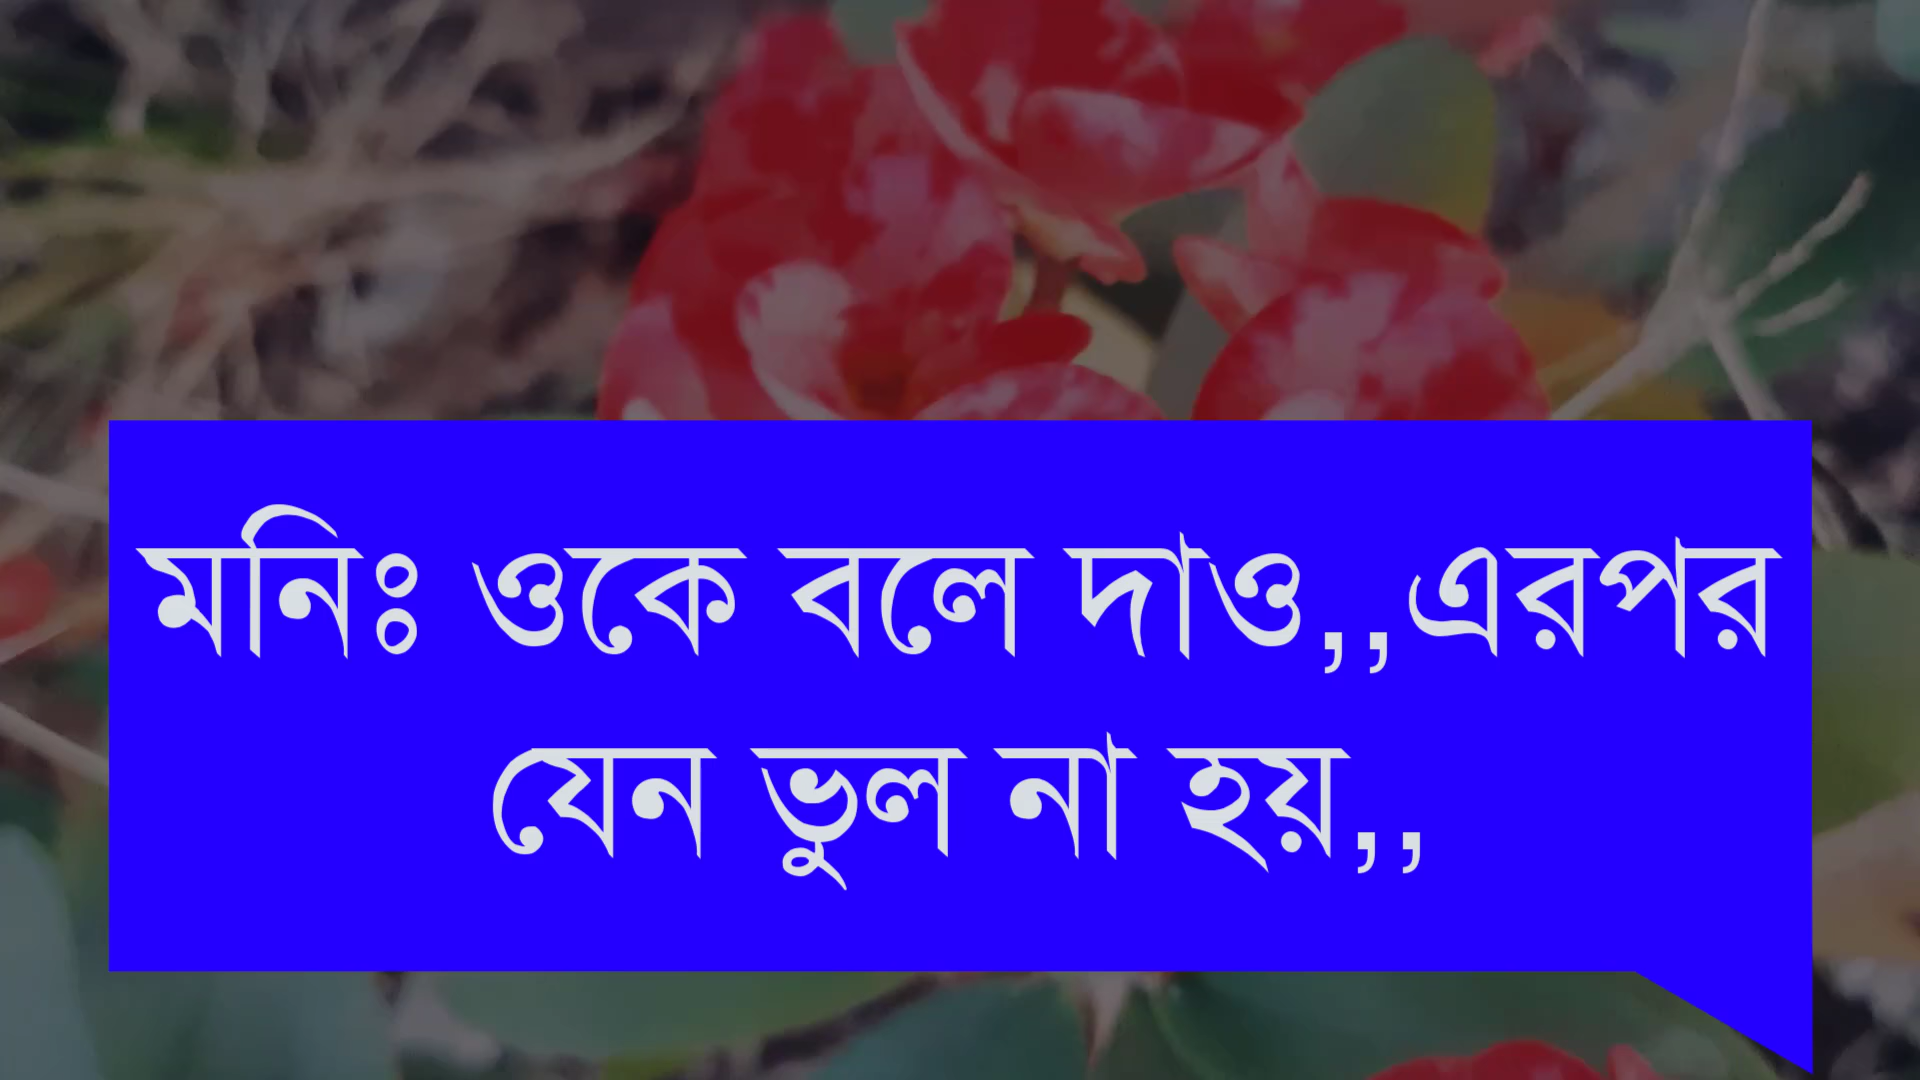 মনিঃ ওকে বলে দাও,,এরপর
যেন ভুল না হয়,,